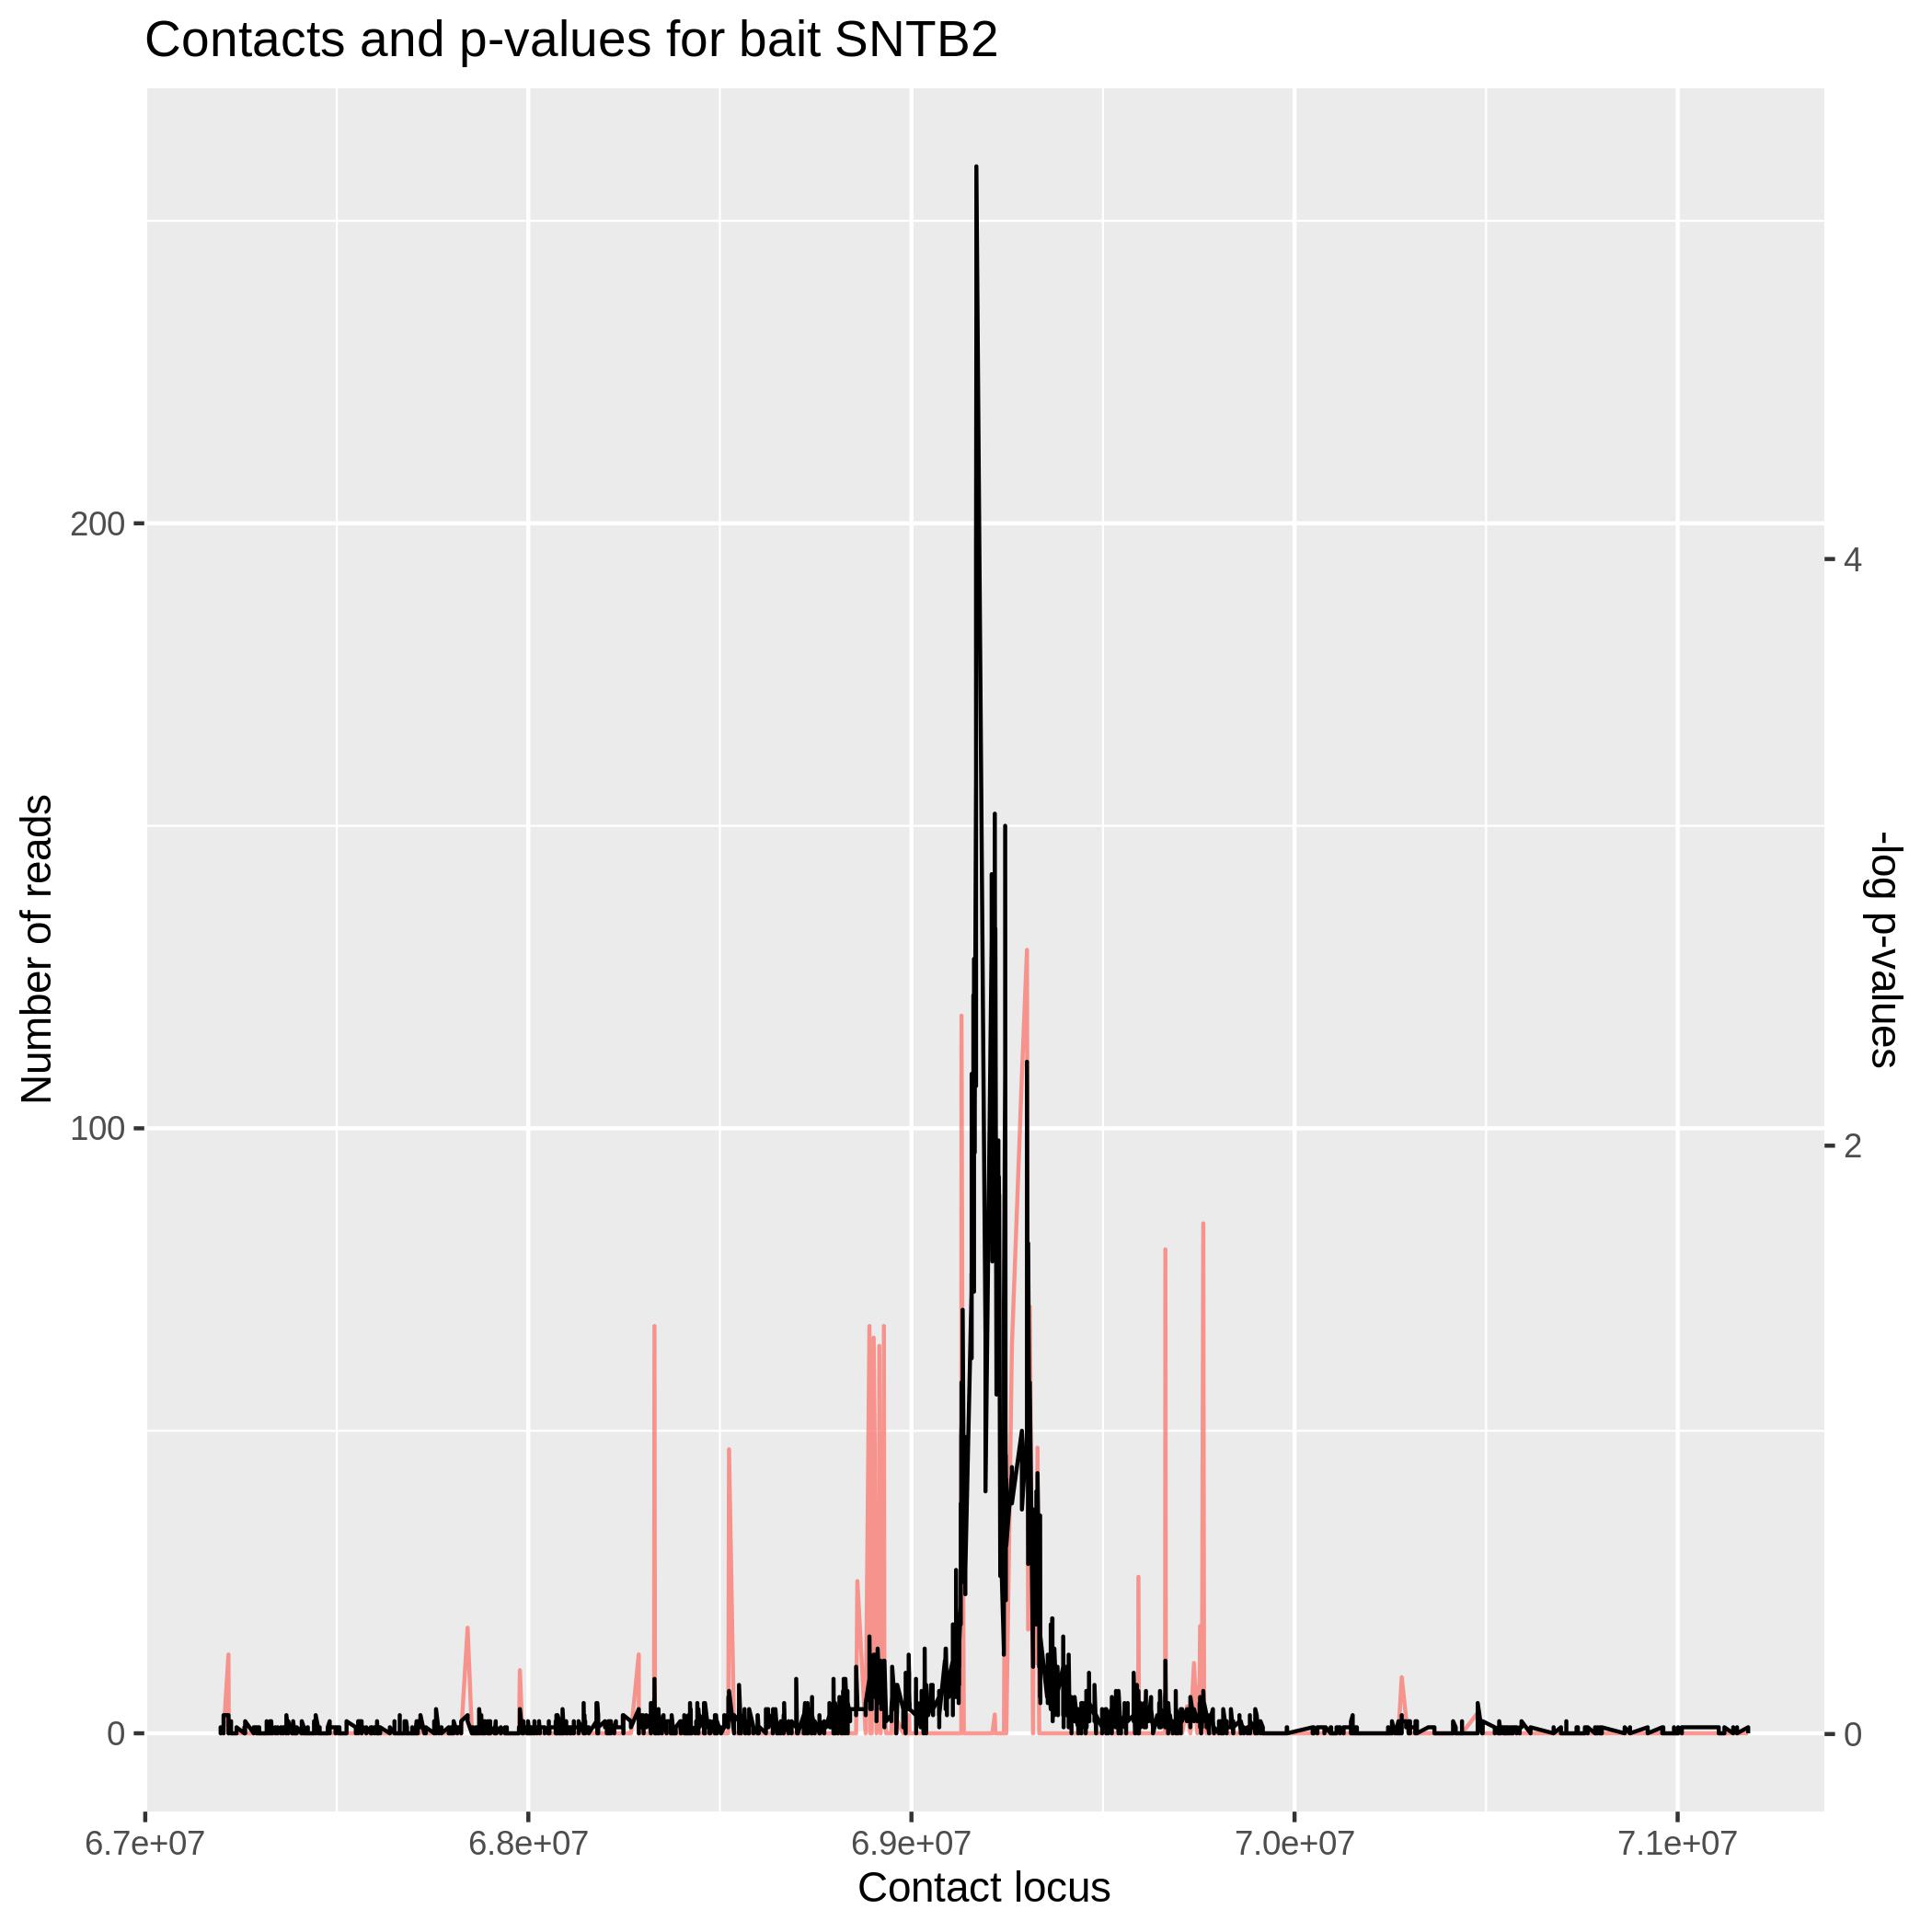 Contacts and p-values for bait SNTB2
Number of reads
200
100
0
4
2
0
-log p-values
6.7e+07
6.8e+07
6.9e+07
7.0e+07
7.1e+07
Contact locus